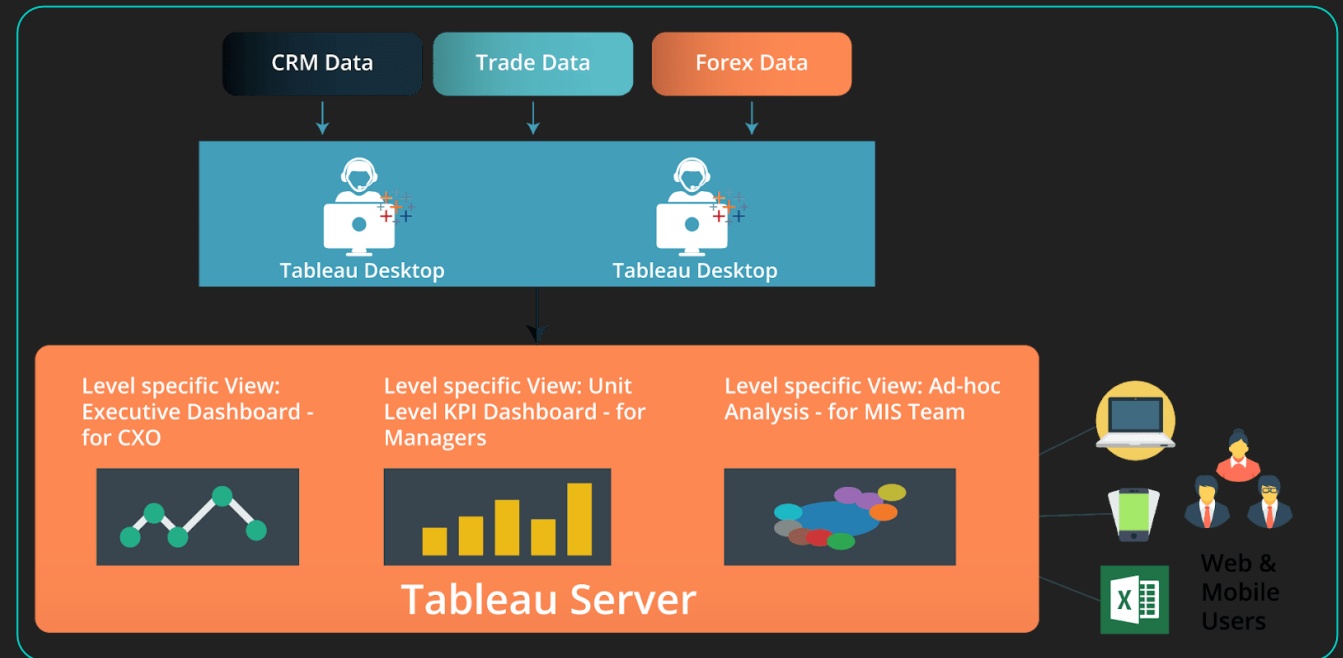 CRM Data
Trade Data
Forex Data
Tableau Desktop
Tableau Desktop
Level specific View:
Executive Dashboard -
for CXO
Level specific View: Unit
Level KPI Dashboard - for
Managers
Level specific View: Ad-hoc
Analysis - for MIS Team
Tableau Server
X
Web &
Mobile
Users